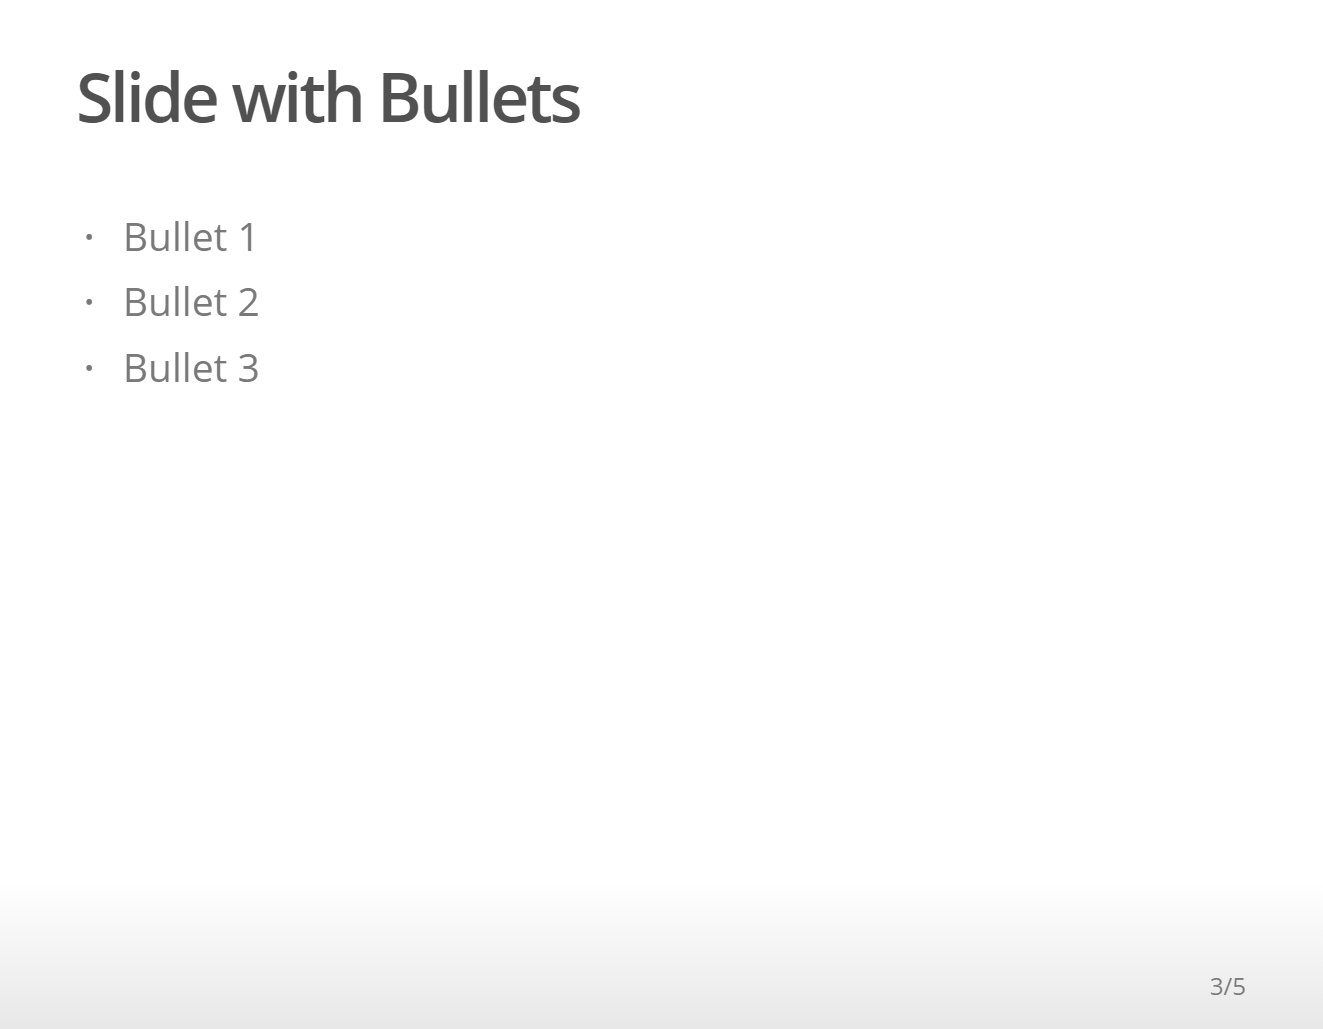 Slide with Bullets
· Bullet 1
· Bullet 2
· Bullet 3
3/5